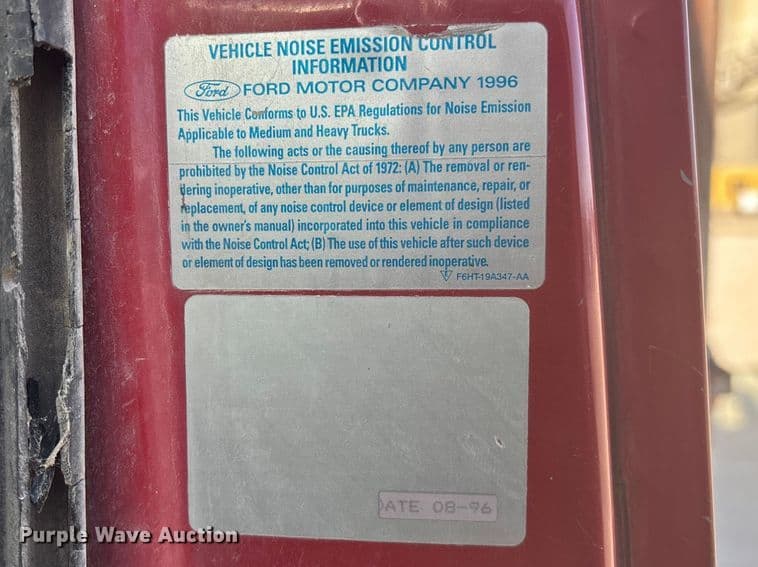 VEHICLE NOISE EMISSION CONTROL
INFORMATION
Ford FORD MOTOR COMPANY 1996
This Vehicle Conforms to U.S. EPA Regulations for Noise Emission
Applicable to Medium and Heavy Trucks.
The following acts or the causing thereof by any person are
prohibited by the Noise Control Act of 1972: (A) The removal or ren-
dering inoperative, other than for purposes of maintenance, repair, or
replacement, of any noise control device or element of design (listed
in the owner's manual) incorporated into this vehicle in compliance
with the Noise Control Act; (B) The use of this vehicle after such device
or element of design has been removed or rendered inoperative.
F6HT-19A347-AA
DATE 08-96
Purple Wave Auction